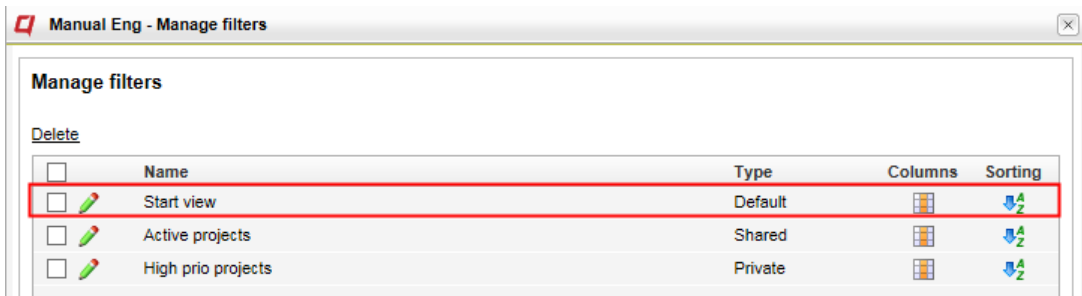 Manual Eng - Manage filters
Manage filters
Delete
Name Type Columns Sorting
Start view Default
Active projects Shared
High prio projects Private